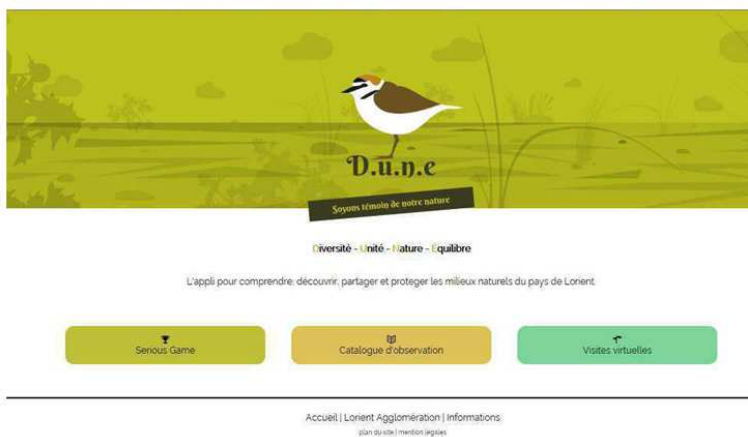 D.u.n.e
Soyons témoin de notre nature
Diversité - Unité - Nature - Equilibre
L'appli pour comprendre, découvrir, partager et proteger les milieux naturels du pays de Lorient
Serious Game
Catalogue d'observation
Visites virtuelles
Accueil | Lorient Agglomération | Informations
plan du site | mention légales